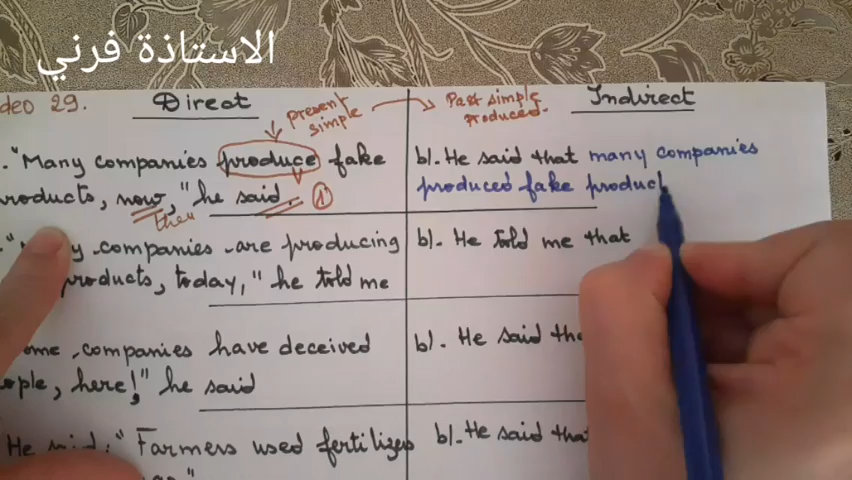 الاستاذة فرني
deo 29.
Direct
present simple
Past simple
produced.
Indirect
"Many companies produce fake
roducts, now," he said. 1
then
b). He said that many companies
produced fake product
y companies are producing
products, today," he told me
b). He told me that
ome companies have deceived
ople, here!" he said
b). He said tha
He said, "Farmers used fertilizers
b). He said that